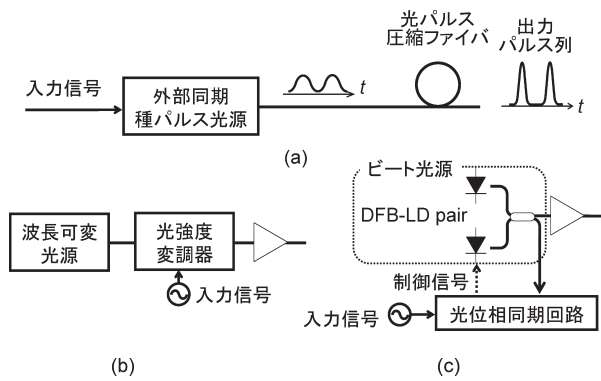 光パルス
圧縮ファイバ
出力
パルス列
入力信号
外部同期
種パルス光源
t
t
(a)
波長可変
光源
光強度
変調器
入力信号
(b)
ビート光源
DFB-LD pair
制御信号
入力信号
光位相同期回路
(c)